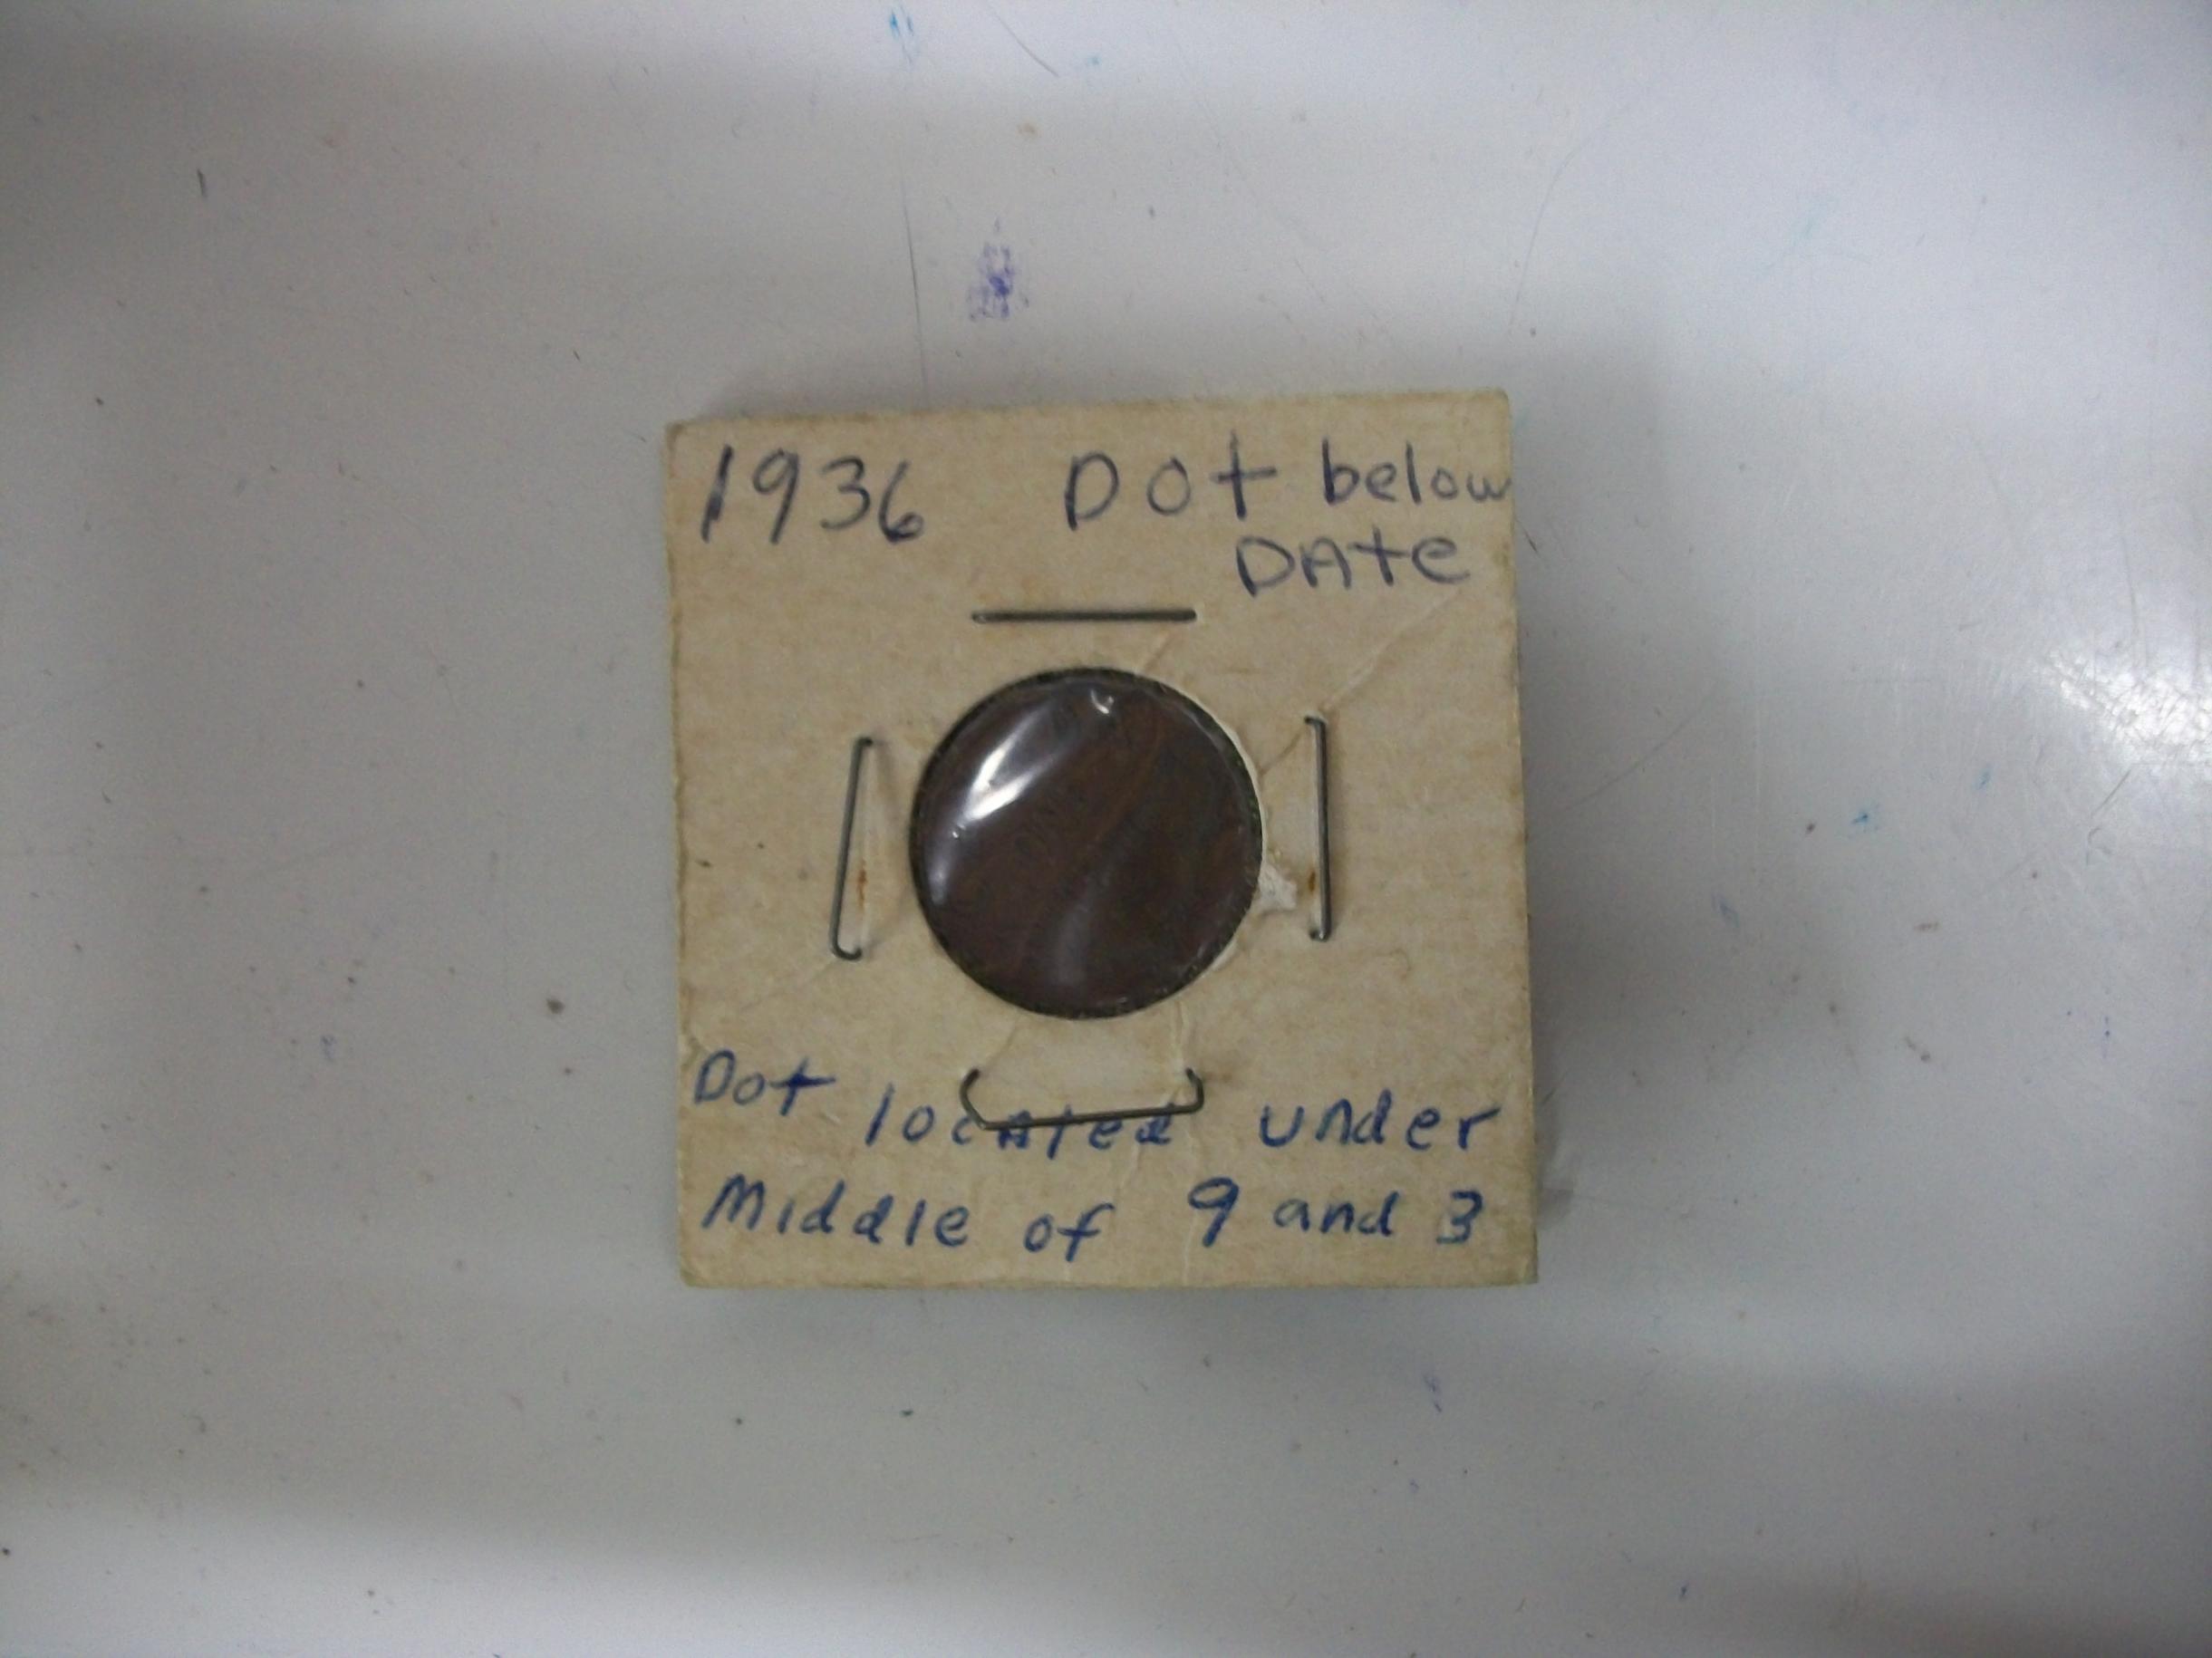 1936 DOt below
DAte
Dot located under
Middle of 9 and 3